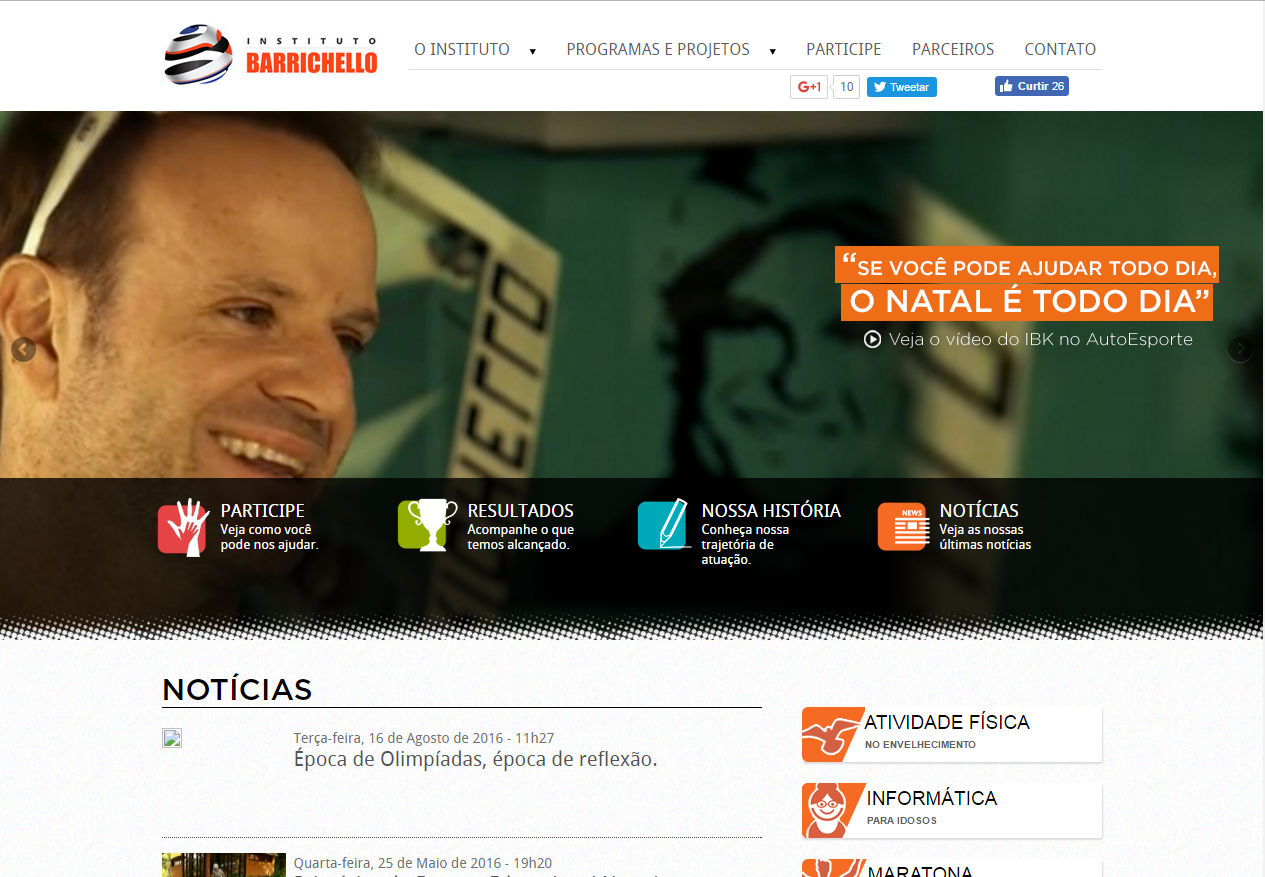 INSTITUTO
BARRICHELLO
O INSTITUTO ▼ PROGRAMAS E PROJETOS ▼ PARTICIPE PARCEIROS CONTATO
G+1 10 Tweetar Curtir 26
“SE VOCÊ PODE AJUDAR TODO DIA,
O NATAL É TODO DIA”
Veja o vídeo do IBK no AutoEsporte
PARTICIPE
Veja como você
pode nos ajudar.
RESULTADOS
Acompanhe o que
temos alcançado.
NOSSA HISTÓRIA
Conheça nossa
trajetória de
atuação.
NEWS
NOTÍCIAS
Veja as nossas
últimas notícias
NOTÍCIAS
Terça-feira, 16 de Agosto de 2016 - 11h27
Época de Olimpíadas, época de reflexão.
Quarta-feira, 25 de Maio de 2016 - 19h20
ATIVIDADE FÍSICA
NO ENVELHECIMENTO
INFORMÁTICA
PARA IDOSOS
MARATONA